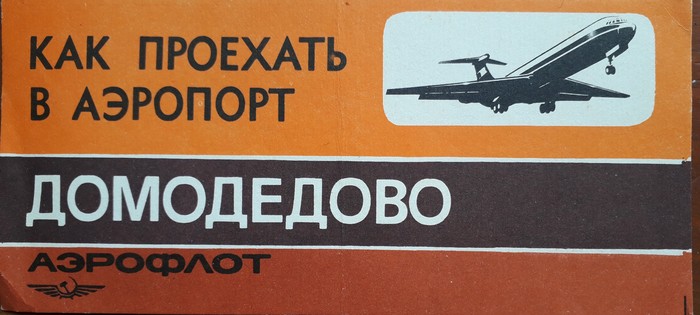 КАК ПРОЕХАТЬ
В АЭРОПОРТ
ДОМОДЕДОВО
АЭРОФЛОТ